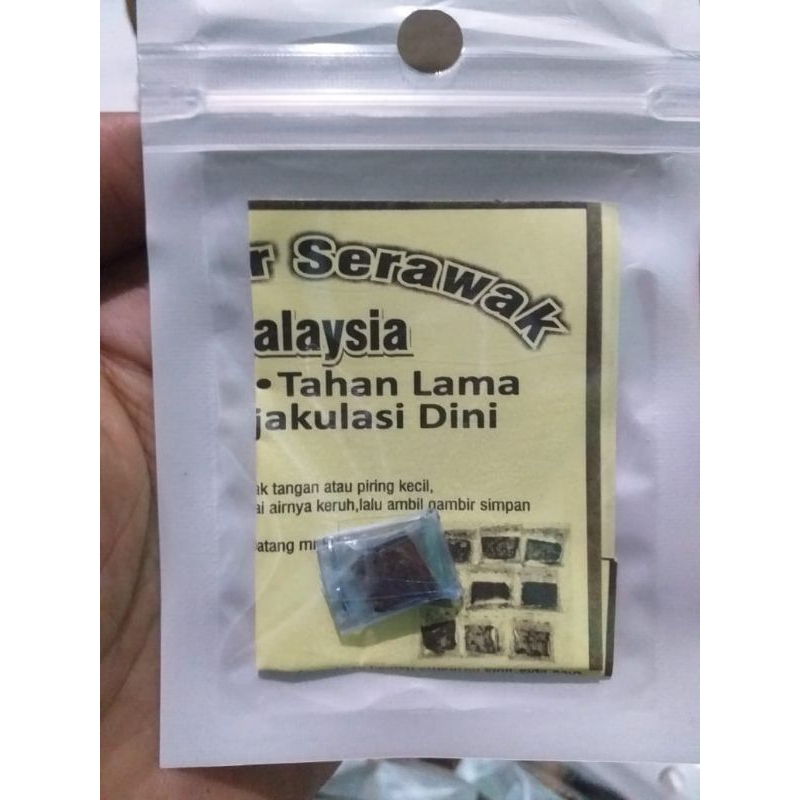 r Serawak
alaysia
• Tahan Lama
jakulasi Dini
ak tangan atau piring kecil,
ai airnya keruh,lalu ambil gambir simpan
atang